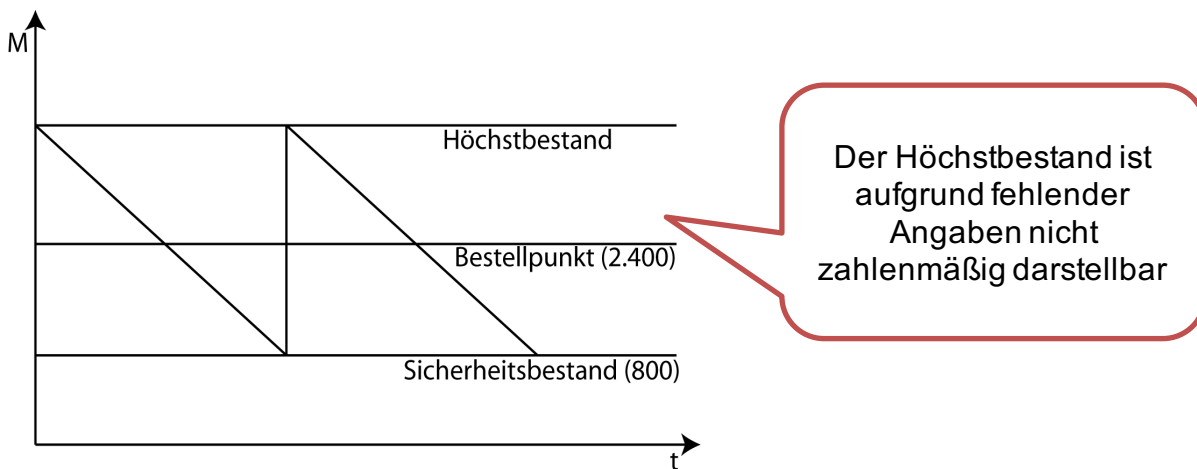 M
Höchstbestand
Bestellpunkt (2.400)
Sicherheitsbestand (800)
t
Der Höchstbestand ist
aufgrund fehlender
Angaben nicht
zahlenmäßig darstellbar